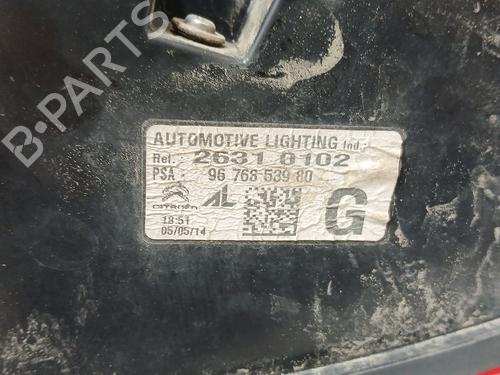 B-PARTS
AUTOMOTIVE LIGHTING Ind.:
Ref. 2631 0102
PSA : 96 768 539 80
CITROËN AL G
18:51
05/05/14